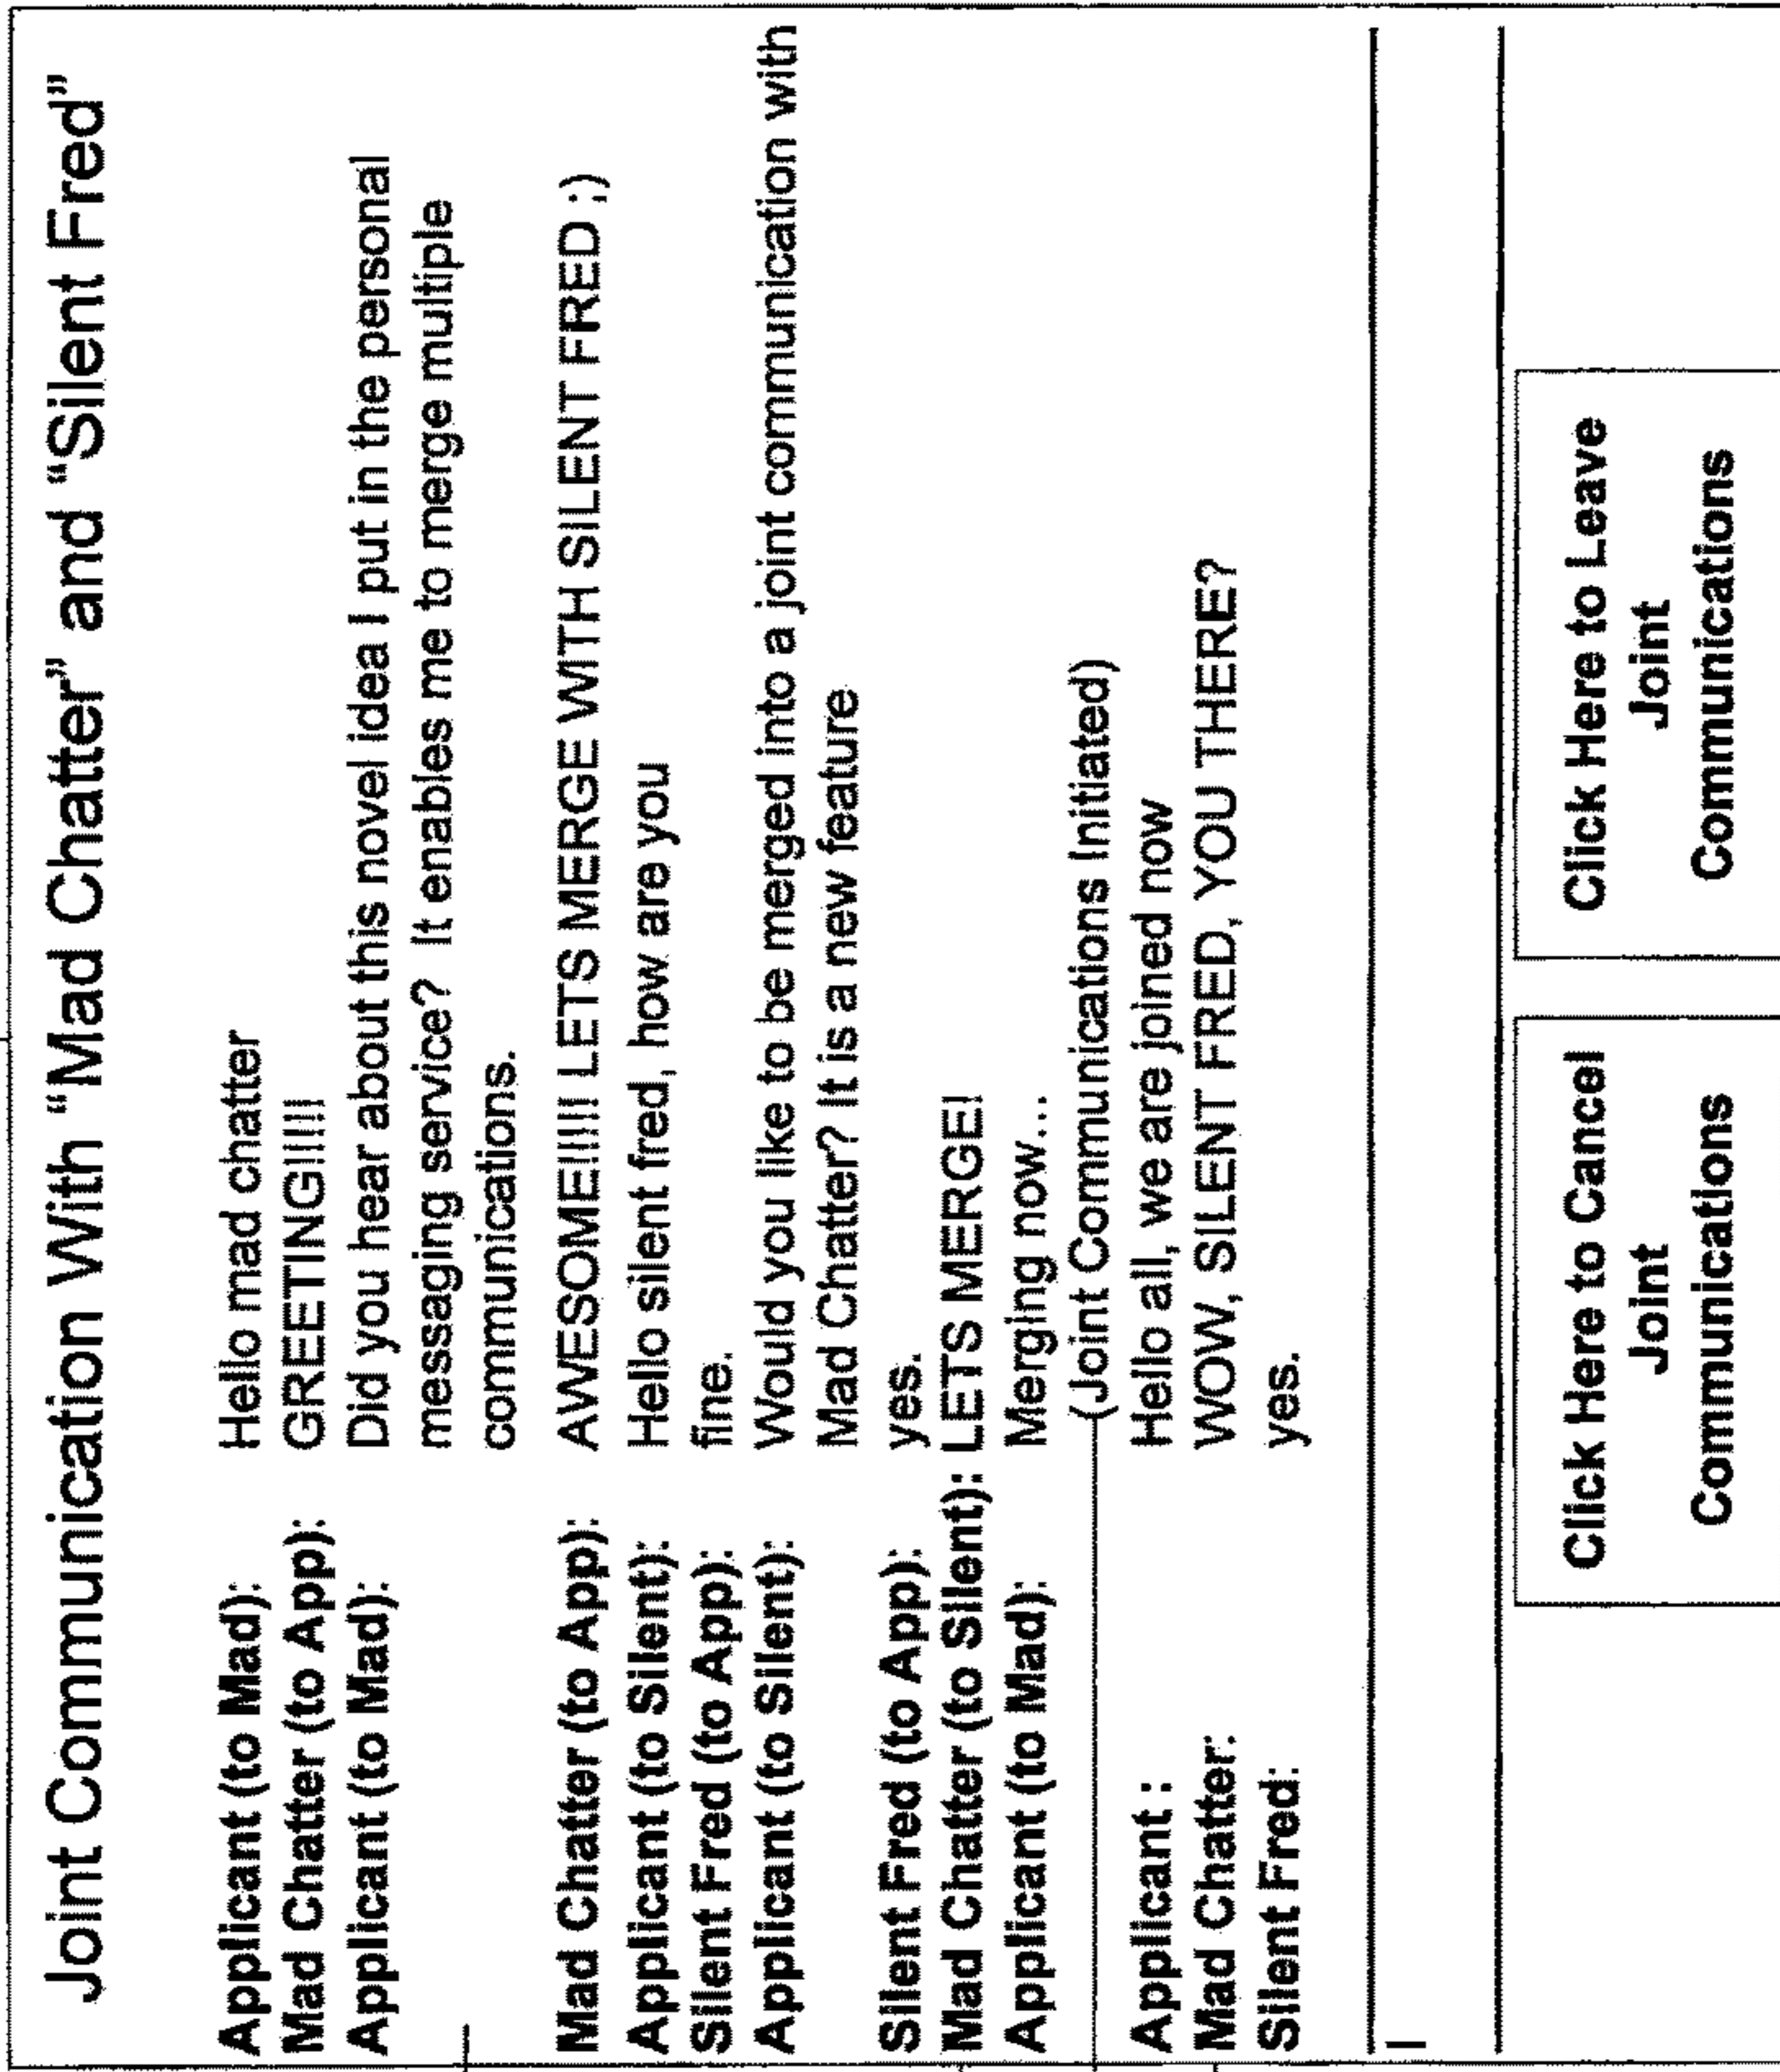 Joint Communication With "Mad Chatter" and "Silent Fred"
Applicant (to Mad): Hello mad chatter
Mad Chatter (to App): GREETING!!!!!
Applicant (to Mad): Did you hear about this novel idea I put in the personal
messaging service? It enables me to merge multiple
communications.
Mad Chatter (to App): AWESOME!!!!! LETS MERGE WITH SILENT FRED ;)
Applicant (to Silent): Hello silent fred, how are you
Silent Fred (to App): fine.
Applicant (to Silent): Would you like to be merged into a joint communication with
Mad Chatter? It is a new feature
Silent Fred (to App): yes.
Mad Chatter (to Silent): LETS MERGE!
Applicant (to Mad): Merging now...
(Joint Communications Initiated)
Applicant : Hello all, we are joined now
Mad Chatter: WOW, SILENT FRED, YOU THERE?
Silent Fred: yes.
Click Here to Cancel
Joint
Communications
Click Here to Leave
Joint
Communications